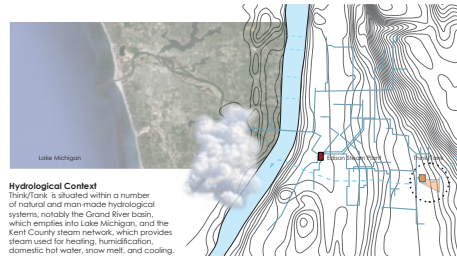 Lake Michigan
Edison Steam Plant
Think/Tank
Hydrological Context
Think/Tank is situated within a number
of natural and man-made hydrological
systems, notably the Grand River basin,
which empties into Lake Michigan, and the
Kent County steam network, which provides
steam used for heating, humidification,
domestic hot water, snow melt, and cooling.